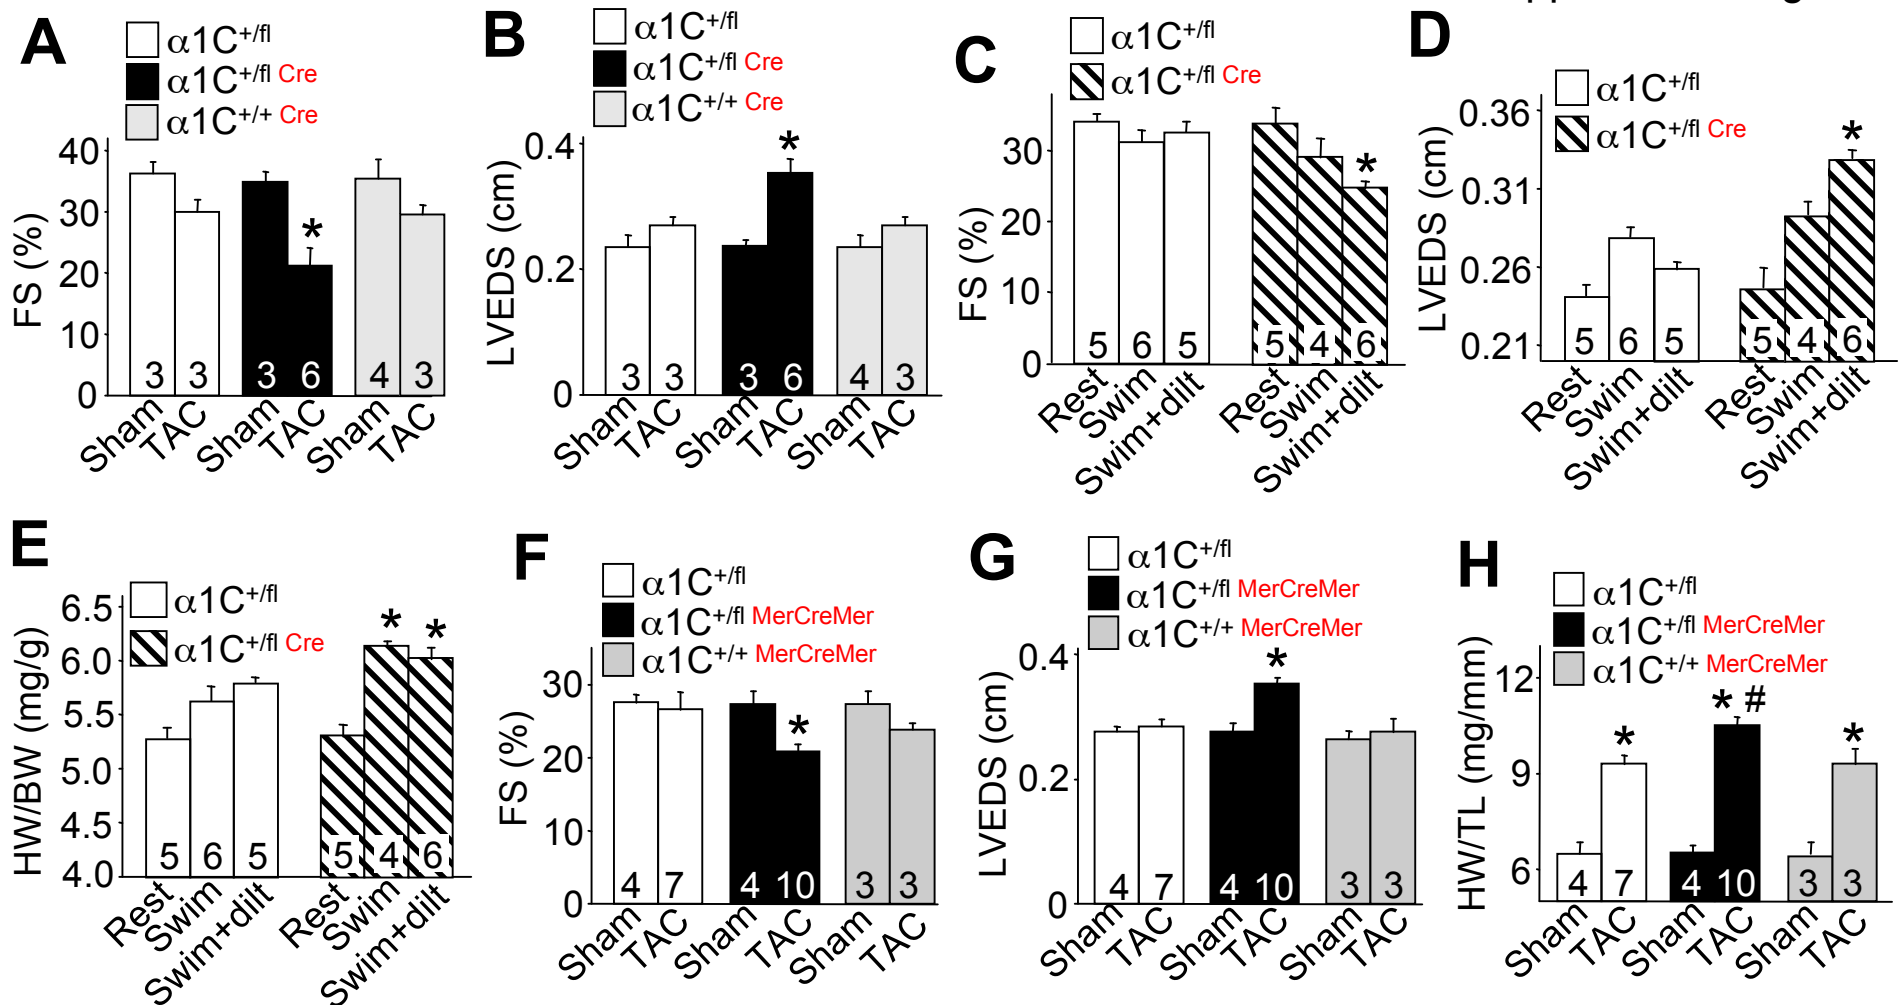 A
α1C+/fl
α1C+/fl Cre
α1C+/+ Cre
FS (%)
40
30
20
10
0
*
3 3 3 6 4 3
Sham TAC Sham TAC Sham TAC
B
α1C+/fl
α1C+/fl Cre
α1C+/+ Cre
LVEDS (cm)
0.4
0.2
0
*
3 3 3 6 4 3
Sham TAC Sham TAC Sham TAC
C
α1C+/fl
α1C+/fl Cre
FS (%)
30
20
10
0
*
5 6 5 5 4 6
Rest Swim Swim+dilt Rest Swim Swim+dilt
D
α1C+/fl
α1C+/fl Cre
LVEDS (cm)
0.36
0.31
0.26
0.21
*
5 6 5 5 4 6
Rest Swim Swim+dilt Rest Swim Swim+dilt
E
α1C+/fl
α1C+/fl Cre
HW/BW (mg/g)
6.5
6.0
5.5
5.0
4.5
4.0
* *
5 6 5 5 4 6
Rest Swim Swim+dilt Rest Swim Swim+dilt
F
α1C+/fl
α1C+/fl MerCreMer
α1C+/+ MerCreMer
FS (%)
30
20
10
0
*
4 7 4 10 3 3
Sham TAC Sham TAC Sham TAC
G
α1C+/fl
α1C+/fl MerCreMer
α1C+/+ MerCreMer
LVEDS (cm)
0.4
0.2
0
*
4 7 4 10 3 3
Sham TAC Sham TAC Sham TAC
H
α1C+/fl
α1C+/fl MerCreMer
α1C+/+ MerCreMer
HW/TL (mg/mm)
12
9
6
* * # *
4 7 4 10 3 3
Sham TAC Sham TAC Sham TAC